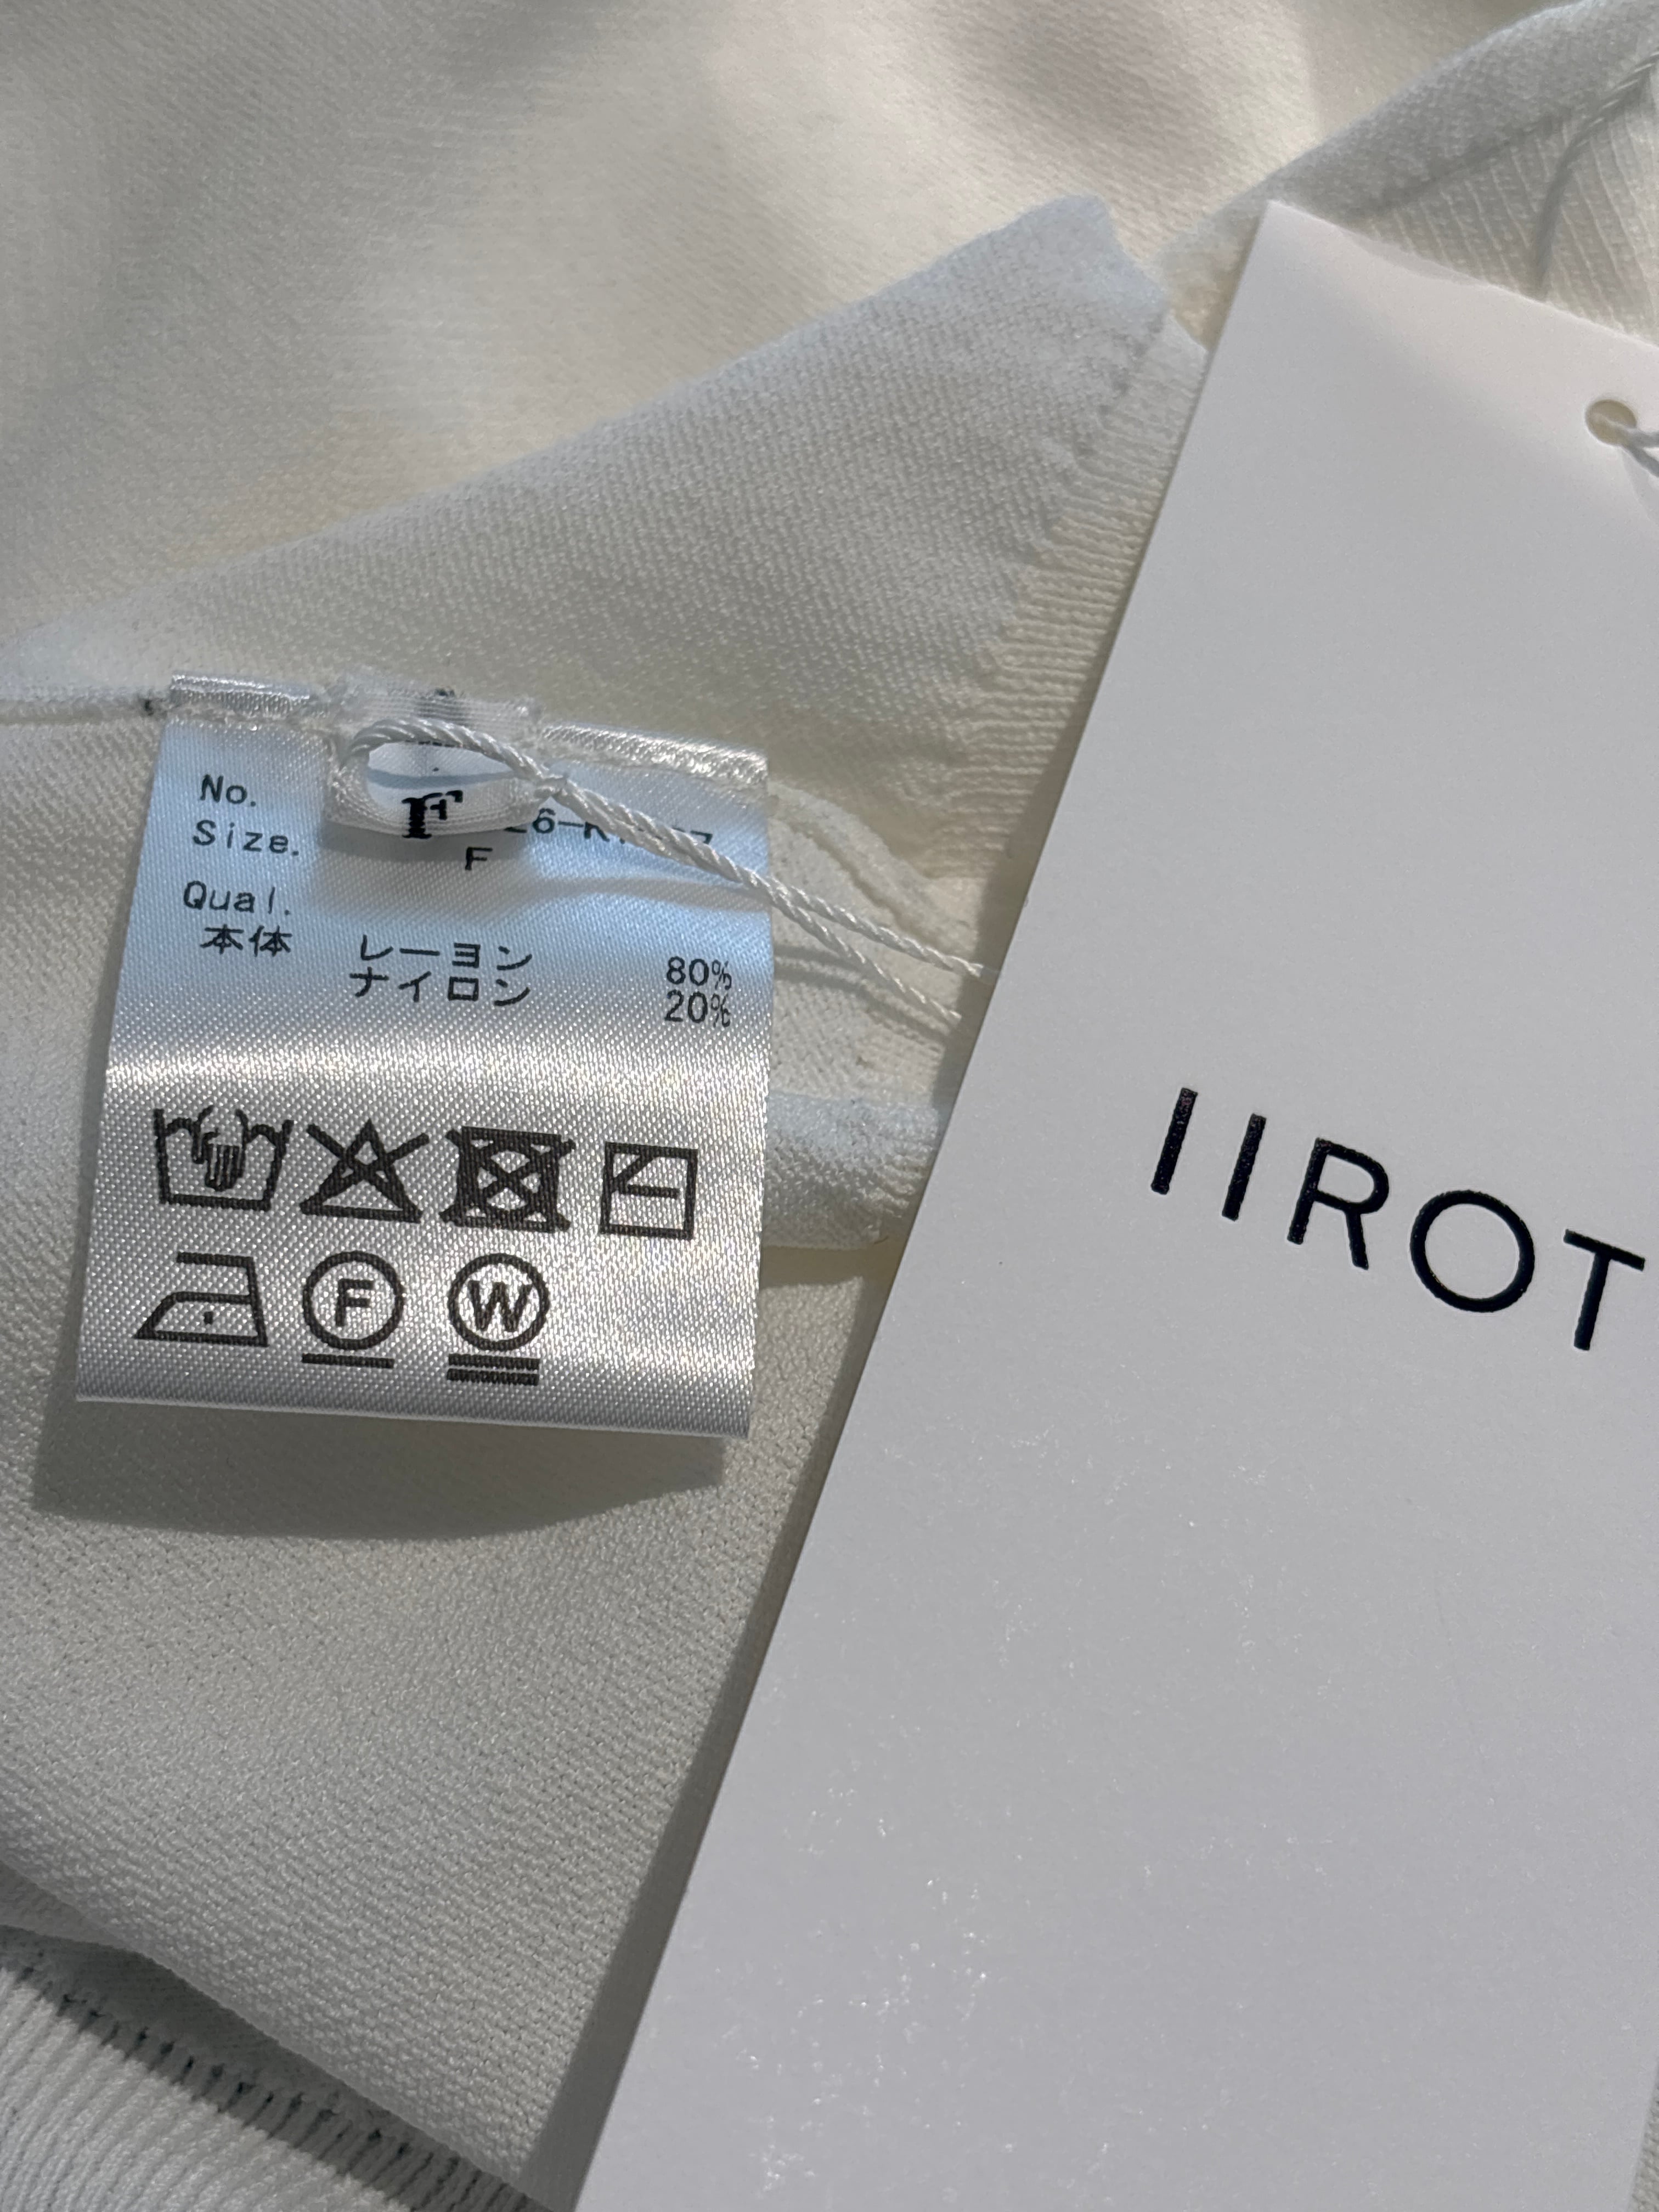 No.
Size. F
F
Qual.
本体 レーヨン 80%
ナイロン 20%
F
W
IIROT